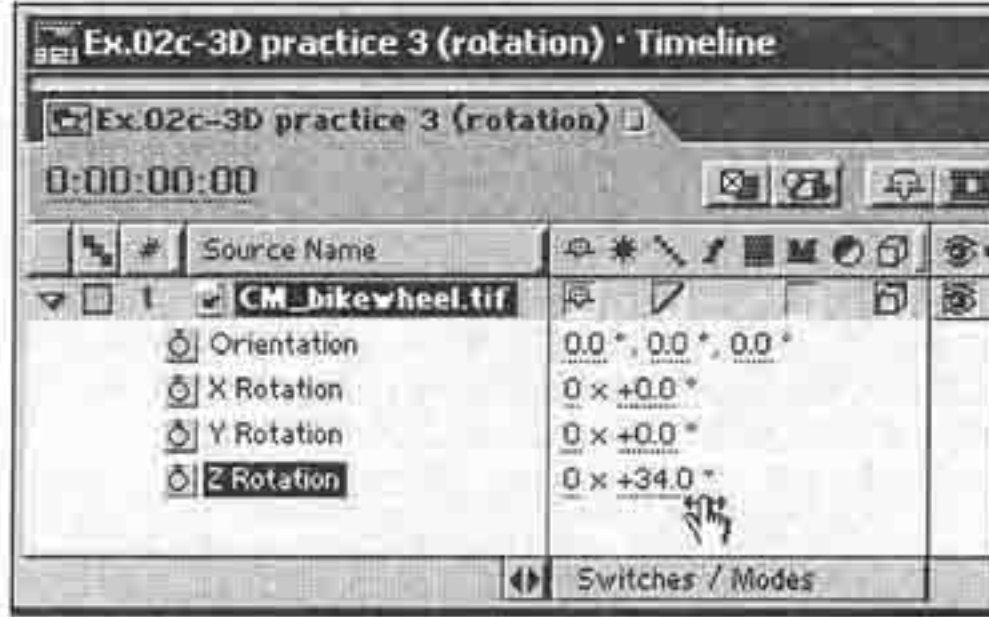 Ex.02c-3D practice 3 (rotation) · Timeline
Ex.02c-3D practice 3 (rotation)
0:00:00:00
# Source Name
1 CM_bikewheel.tif
Orientation 0.0 °, 0.0 °, 0.0 °
X Rotation 0 x +0.0 °
Y Rotation 0 x +0.0 °
Z Rotation 0 x +34.0 °
Switches / Modes